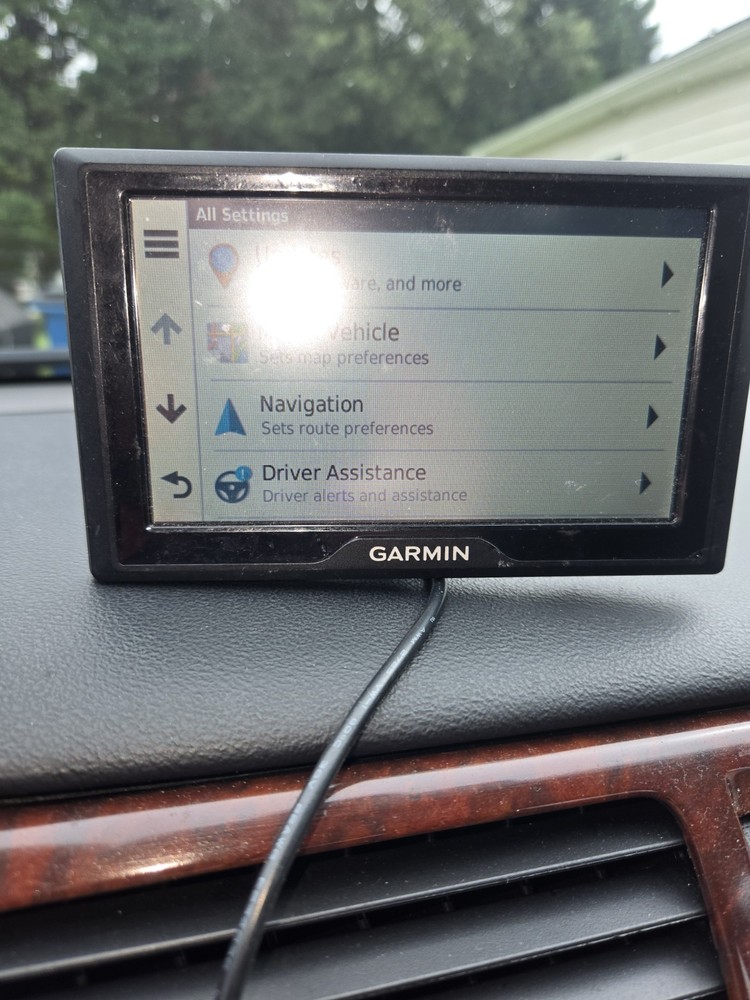 All Settings
ware, and more
Vehicle
Sets map preferences
Navigation
Sets route preferences
Driver Assistance
Driver alerts and assistance
GARMIN